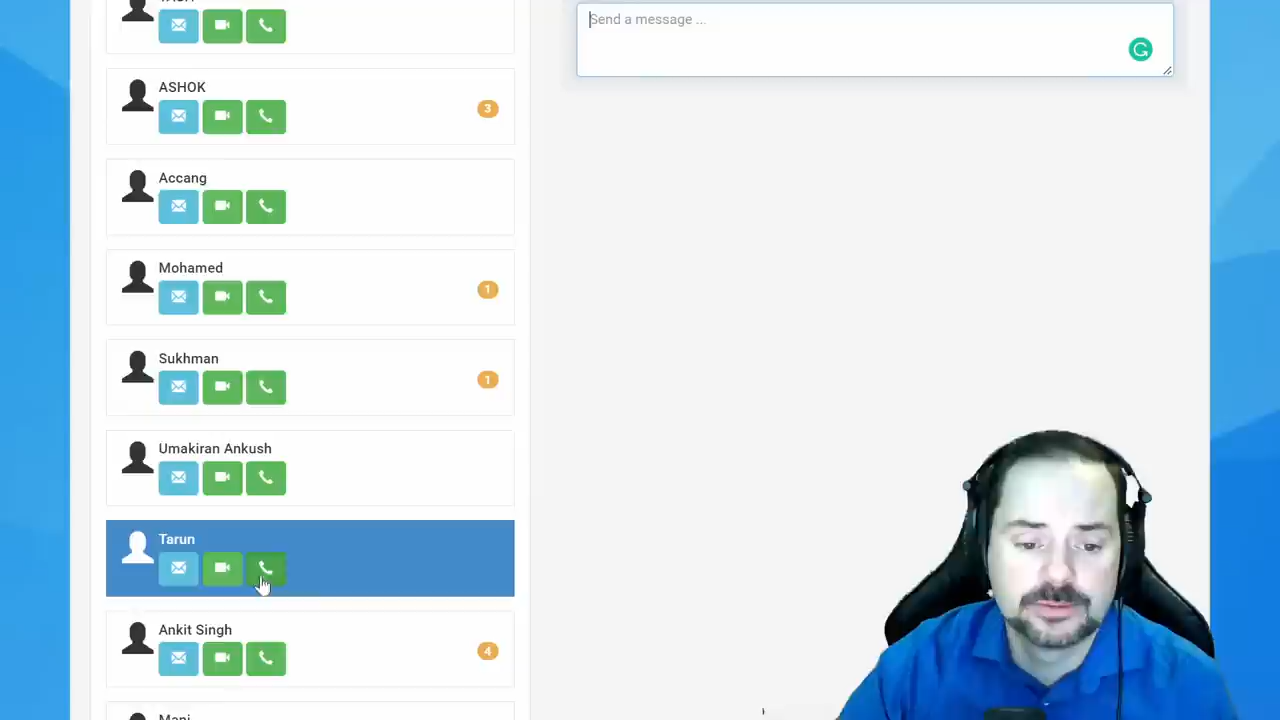 Send a message ...
ASHOK
3
Accang
Mohamed
1
Sukhman
1
Umakiran Ankush
Tarun
Ankit Singh
4